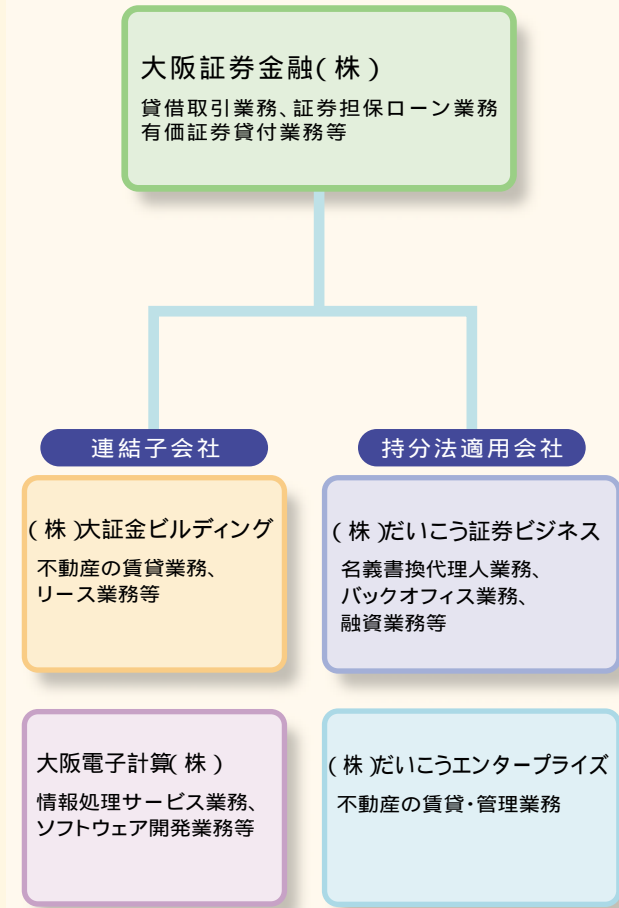 大阪証券金融(株)
貸借取引業務、証券担保ローン業務
有価証券貸付業務等
連結子会社
(株)大証金ビルディング
不動産の賃貸業務、
リース業務等
大阪電子計算(株)
情報処理サービス業務、
ソフトウェア開発業務等
持分法適用会社
(株)だいこう証券ビジネス
名義書換代理人業務、
バックオフィス業務、
融資業務等
(株)だいこうエンタープライズ
不動産の賃貸・管理業務